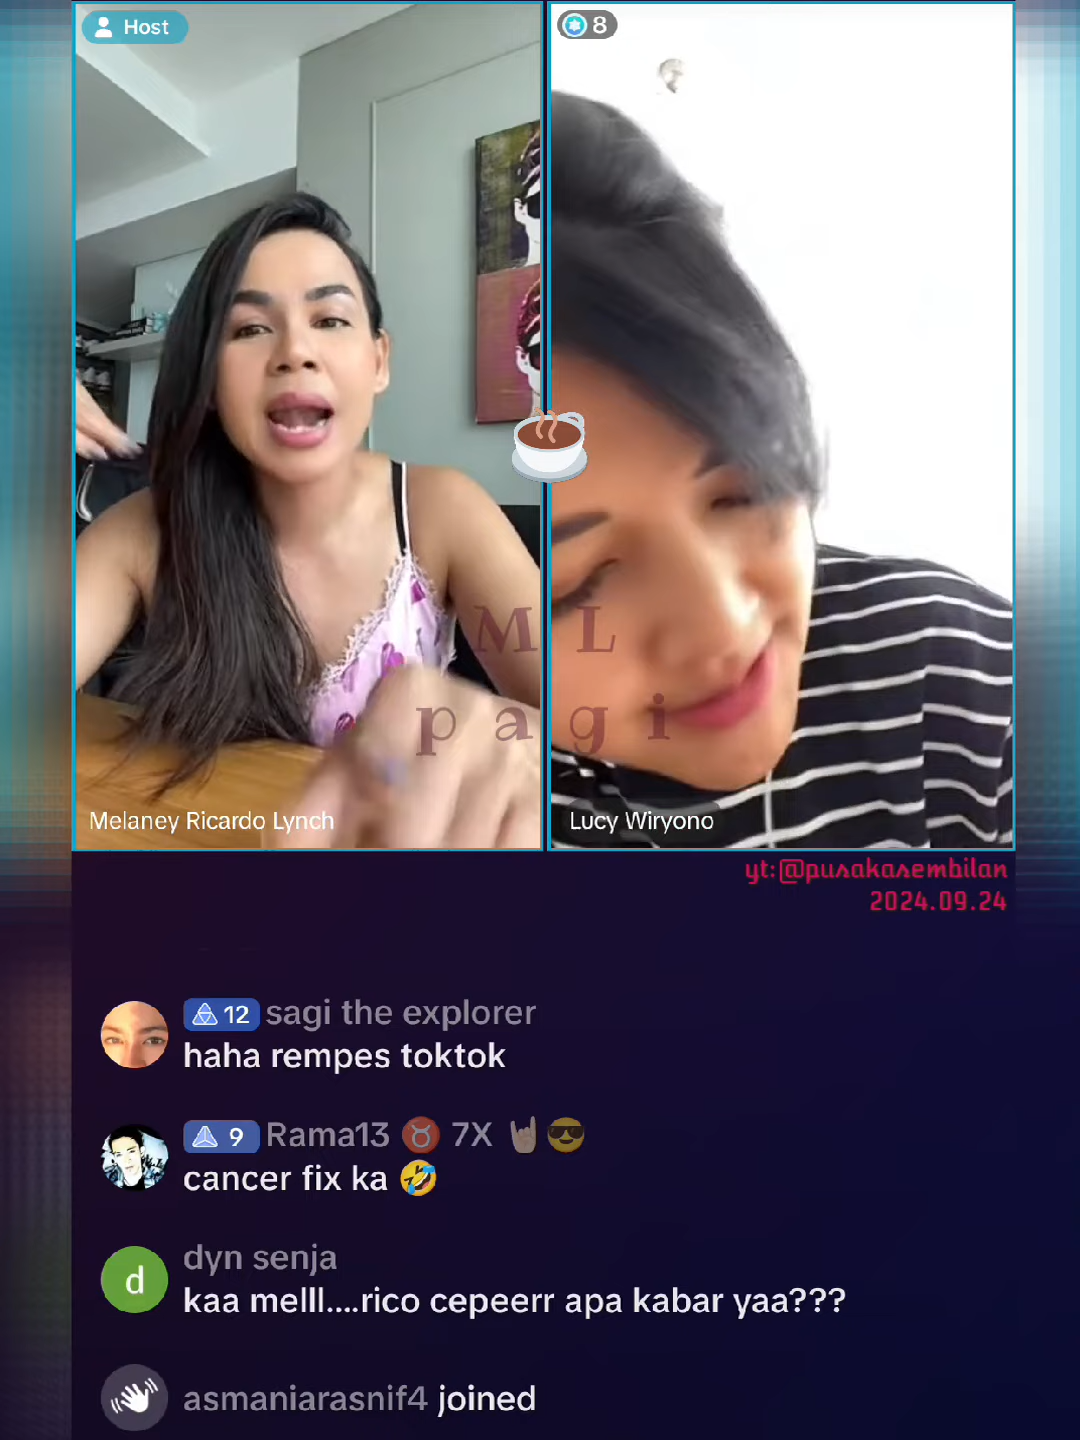 Host
8
M L
pagi
Melaney Ricardo Lynch
Lucy Wiryono
yt:@pusakasembilan
2024.09.24
12 sagi the explorer
haha rempes toktok
9 Rama13 ♉ 7X 🤘😎
cancer fix ka 🤣
d
dyn senja
kaa melll....rico cepeerr apa kabar yaa???
asmaniarasnif4 joined